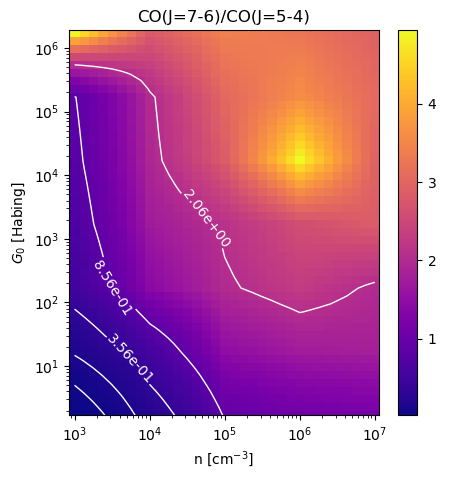 CO(J=7-6)/CO(J=5-4)
10^6
10^5
10^4
10^3
10^2
10^1
G_0 [Habing]
2.06e+00
8.56e-01
3.56e-01
10^3
10^4
10^5
10^6
10^7
n [cm^{-3}]
4
3
2
1